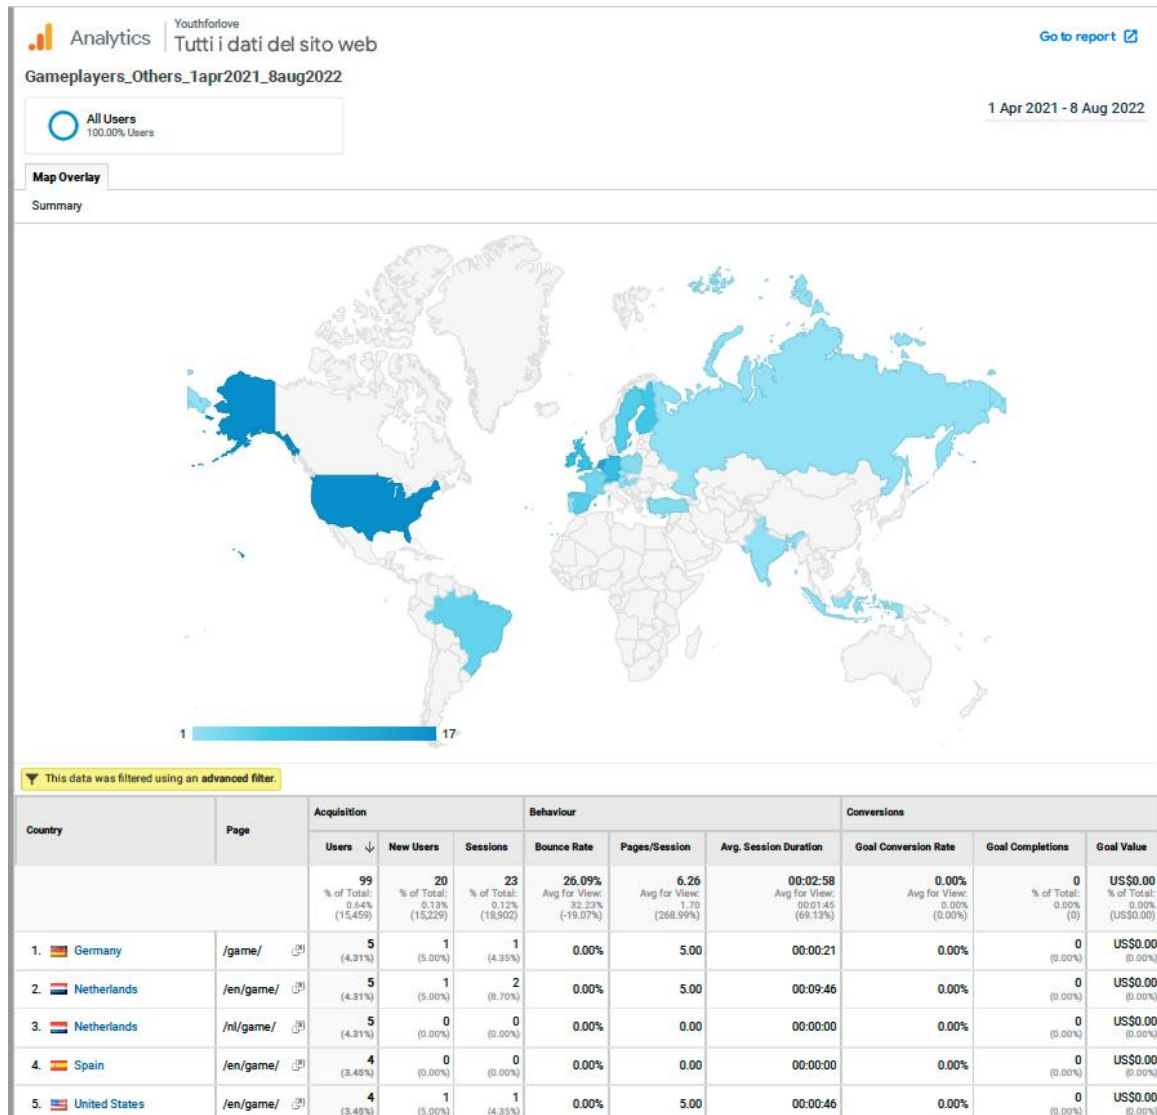 Analytics
Youthforlove
Tutti i dati del sito web
Go to report
Gameplayers_Others_1apr2021_8aug2022
All Users
100.00% Users
1 Apr 2021 - 8 Aug 2022
Map Overlay
Summary
1 17
This data was filtered using an advanced filter.
Country Page Acquisition Behaviour Conversions
Users New Users Sessions Bounce Rate Pages/Session Avg. Session Duration Goal Conversion Rate Goal Completions Goal Value
99 20 23 26.09% 6.26 00:02:58 0.00% 0 US$0.00
% of Total: % of Total: % of Total: Avg for View: Avg for View: Avg for View: Avg for View: % of Total: % of Total:
0.64% 0.13% 0.12% 32.23% 1.70 00:01:45 0.00% 0.00% 0.00%
(15,459) (15,229) (18,902) (-19.07%) (268.99%) (69.13%) (0.00%) (0) (US$0.00)
1. Germany /game/ 5 1 1 0.00% 5.00 00:00:21 0.00% 0 US$0.00
(4.31%) (5.00%) (4.35%) (0.00%) (0.00%)
2. Netherlands /en/game/ 5 1 2 0.00% 5.00 00:09:46 0.00% 0 US$0.00
(4.31%) (5.00%) (8.70%) (0.00%) (0.00%)
3. Netherlands /nl/game/ 5 0 0 0.00% 0.00 00:00:00 0.00% 0 US$0.00
(4.31%) (0.00%) (0.00%) (0.00%) (0.00%)
4. Spain /en/game/ 4 0 0 0.00% 0.00 00:00:00 0.00% 0 US$0.00
(3.45%) (0.00%) (0.00%) (0.00%) (0.00%)
5. United States /en/game/ 4 1 1 0.00% 5.00 00:00:46 0.00% 0 US$0.00
(3.45%) (5.00%) (4.35%) (0.00%) (0.00%)